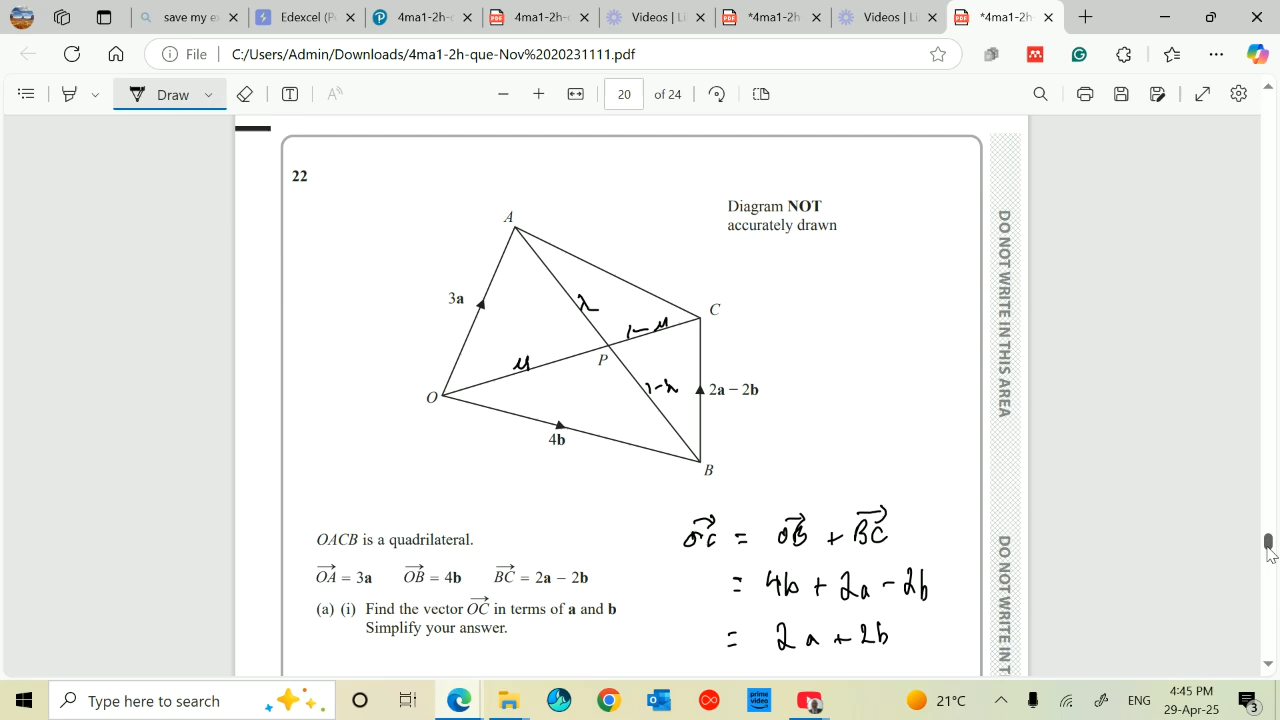 savemy e
Edexcel (P
4ma1-2h-
4ma1-2h-
Videos | Li
*4ma1-2h
Videos | Li
*4ma1-2h
File
C:/Users/Admin/Downloads/4ma1-2h-que-Nov%2020231111.pdf
Draw
20 of 24
22
Diagram NOT
accurately drawn
A
3a
λ
C
1-μ
μ
P
1-λ
2a − 2b
O
4b
B
OACB is a quadrilateral.
OA = 3a OB = 4b BC = 2a − 2b
(a) (i) Find the vector OC in terms of a and b
Simplify your answer.
OC = OB + BC
= 4b + 2a - 2b
= 2a + 2b
DO NOT WRITE IN THIS AREA
DO NOT WRITE IN T
Type here to search
prime
video
21°C
ENG
4:45 PM
29-Apr-25
3